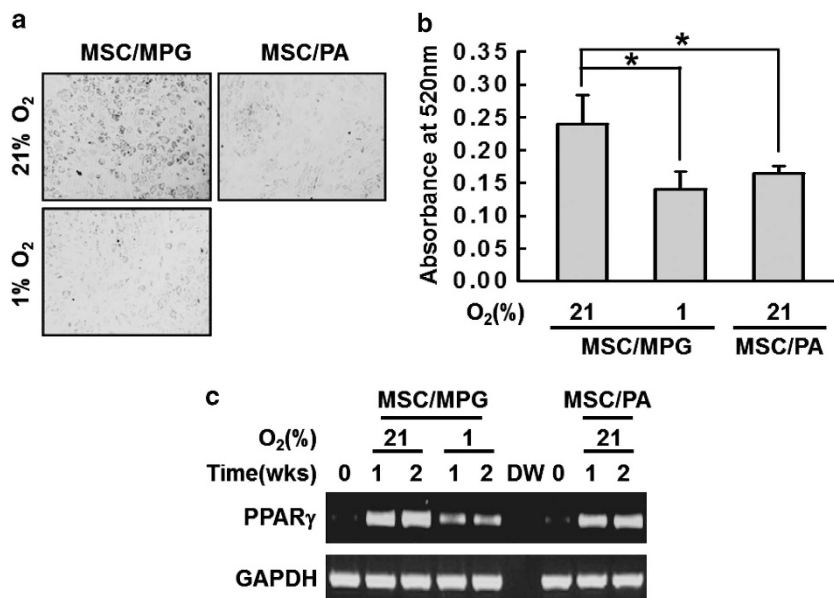 a
MSC/MPG MSC/PA
21% O2
1% O2
b
* *
Absorbance at 520nm
0.35
0.30
0.25
0.20
0.15
0.10
0.05
0.00
O2(%) 21 1 21
MSC/MPG MSC/PA
c
MSC/MPG MSC/PA
O2(%) 21 1 21
Time(wks) 0 1 2 1 2 DW 0 1 2
PPARγ
GAPDH